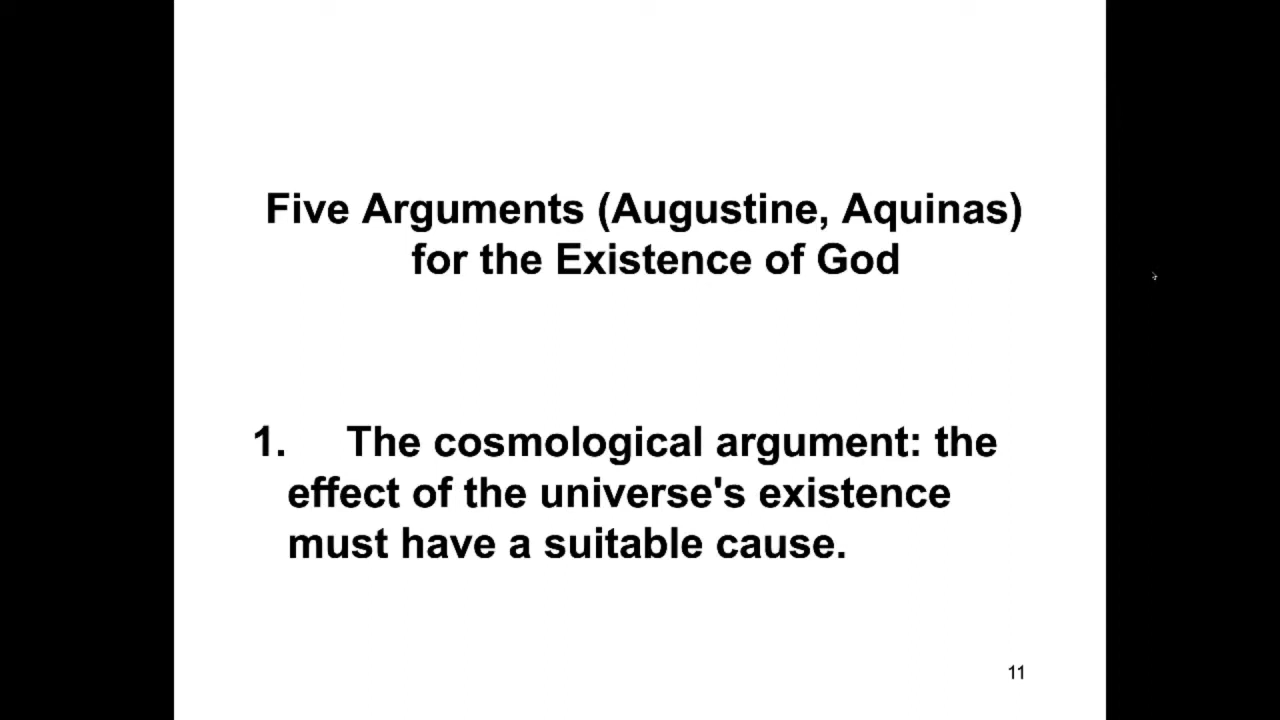 Five Arguments (Augustine, Aquinas)
for the Existence of God
1. The cosmological argument: the
effect of the universe's existence
must have a suitable cause.
11